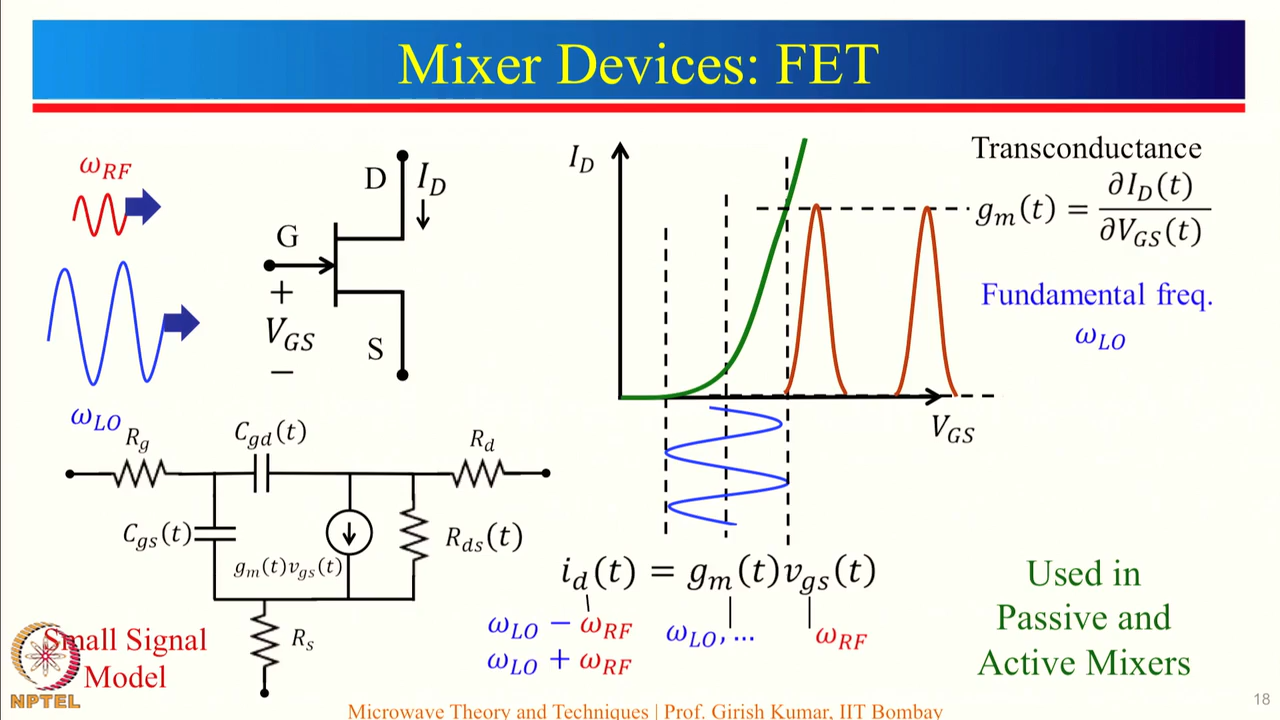 Mixer Devices: FET
ω_RF
ω_LO
D
I_D
G
+
V_GS
−
S
I_D
V_GS
Transconductance
g_m(t) = ∂I_D(t) / ∂V_GS(t)
Fundamental freq.
ω_LO
R_g
C_gd(t)
R_d
C_gs(t)
g_m(t)v_gs(t)
R_ds(t)
R_s
Small Signal
Model
i_d(t) = g_m(t)v_gs(t)
ω_LO − ω_RF
ω_LO + ω_RF
ω_LO, ...
ω_RF
Used in
Passive and
Active Mixers
NPTEL
Microwave Theory and Techniques | Prof. Girish Kumar, IIT Bombay
18